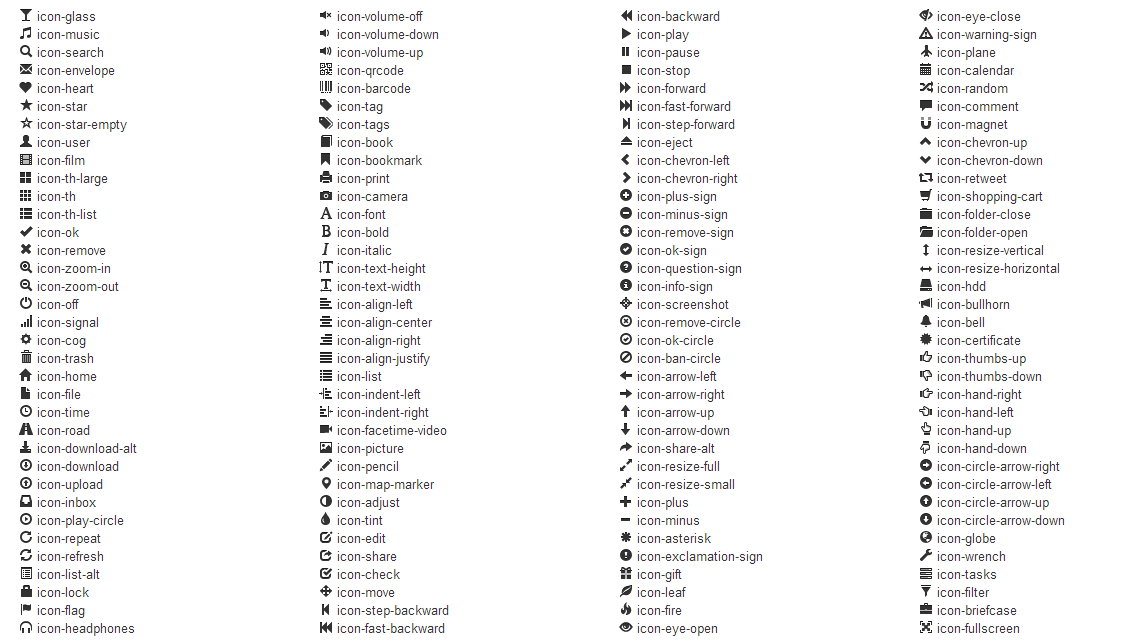 icon-glass
icon-music
icon-search
icon-envelope
icon-heart
icon-star
icon-star-empty
icon-user
icon-film
icon-th-large
icon-th
icon-th-list
icon-ok
icon-remove
icon-zoom-in
icon-zoom-out
icon-off
icon-signal
icon-cog
icon-trash
icon-home
icon-file
icon-time
icon-road
icon-download-alt
icon-download
icon-upload
icon-inbox
icon-play-circle
icon-repeat
icon-refresh
icon-list-alt
icon-lock
icon-flag
icon-headphones
icon-volume-off
icon-volume-down
icon-volume-up
icon-qrcode
icon-barcode
icon-tag
icon-tags
icon-book
icon-bookmark
icon-print
icon-camera
icon-font
icon-bold
icon-italic
icon-text-height
icon-text-width
icon-align-left
icon-align-center
icon-align-right
icon-align-justify
icon-list
icon-indent-left
icon-indent-right
icon-facetime-video
icon-picture
icon-pencil
icon-map-marker
icon-adjust
icon-tint
icon-edit
icon-share
icon-check
icon-move
icon-step-backward
icon-fast-backward
icon-backward
icon-play
icon-pause
icon-stop
icon-forward
icon-fast-forward
icon-step-forward
icon-eject
icon-chevron-left
icon-chevron-right
icon-plus-sign
icon-minus-sign
icon-remove-sign
icon-ok-sign
icon-question-sign
icon-info-sign
icon-screenshot
icon-remove-circle
icon-ok-circle
icon-ban-circle
icon-arrow-left
icon-arrow-right
icon-arrow-up
icon-arrow-down
icon-share-alt
icon-resize-full
icon-resize-small
icon-plus
icon-minus
icon-asterisk
icon-exclamation-sign
icon-gift
icon-leaf
icon-fire
icon-eye-open
icon-eye-close
icon-warning-sign
icon-plane
icon-calendar
icon-random
icon-comment
icon-magnet
icon-chevron-up
icon-chevron-down
icon-retweet
icon-shopping-cart
icon-folder-close
icon-folder-open
icon-resize-vertical
icon-resize-horizontal
icon-hdd
icon-bullhorn
icon-bell
icon-certificate
icon-thumbs-up
icon-thumbs-down
icon-hand-right
icon-hand-left
icon-hand-up
icon-hand-down
icon-circle-arrow-right
icon-circle-arrow-left
icon-circle-arrow-up
icon-circle-arrow-down
icon-globe
icon-wrench
icon-tasks
icon-filter
icon-briefcase
icon-fullscreen